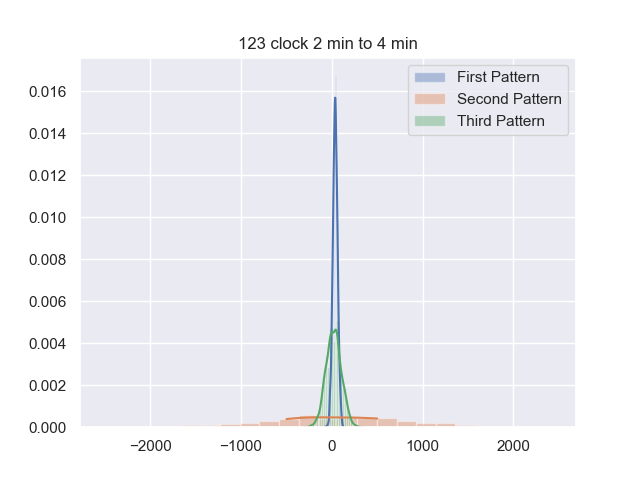 123 clock 2 min to 4 min
First Pattern
Second Pattern
Third Pattern
0.016
0.014
0.012
0.010
0.008
0.006
0.004
0.002
0.000
−2000 −1000 0 1000 2000